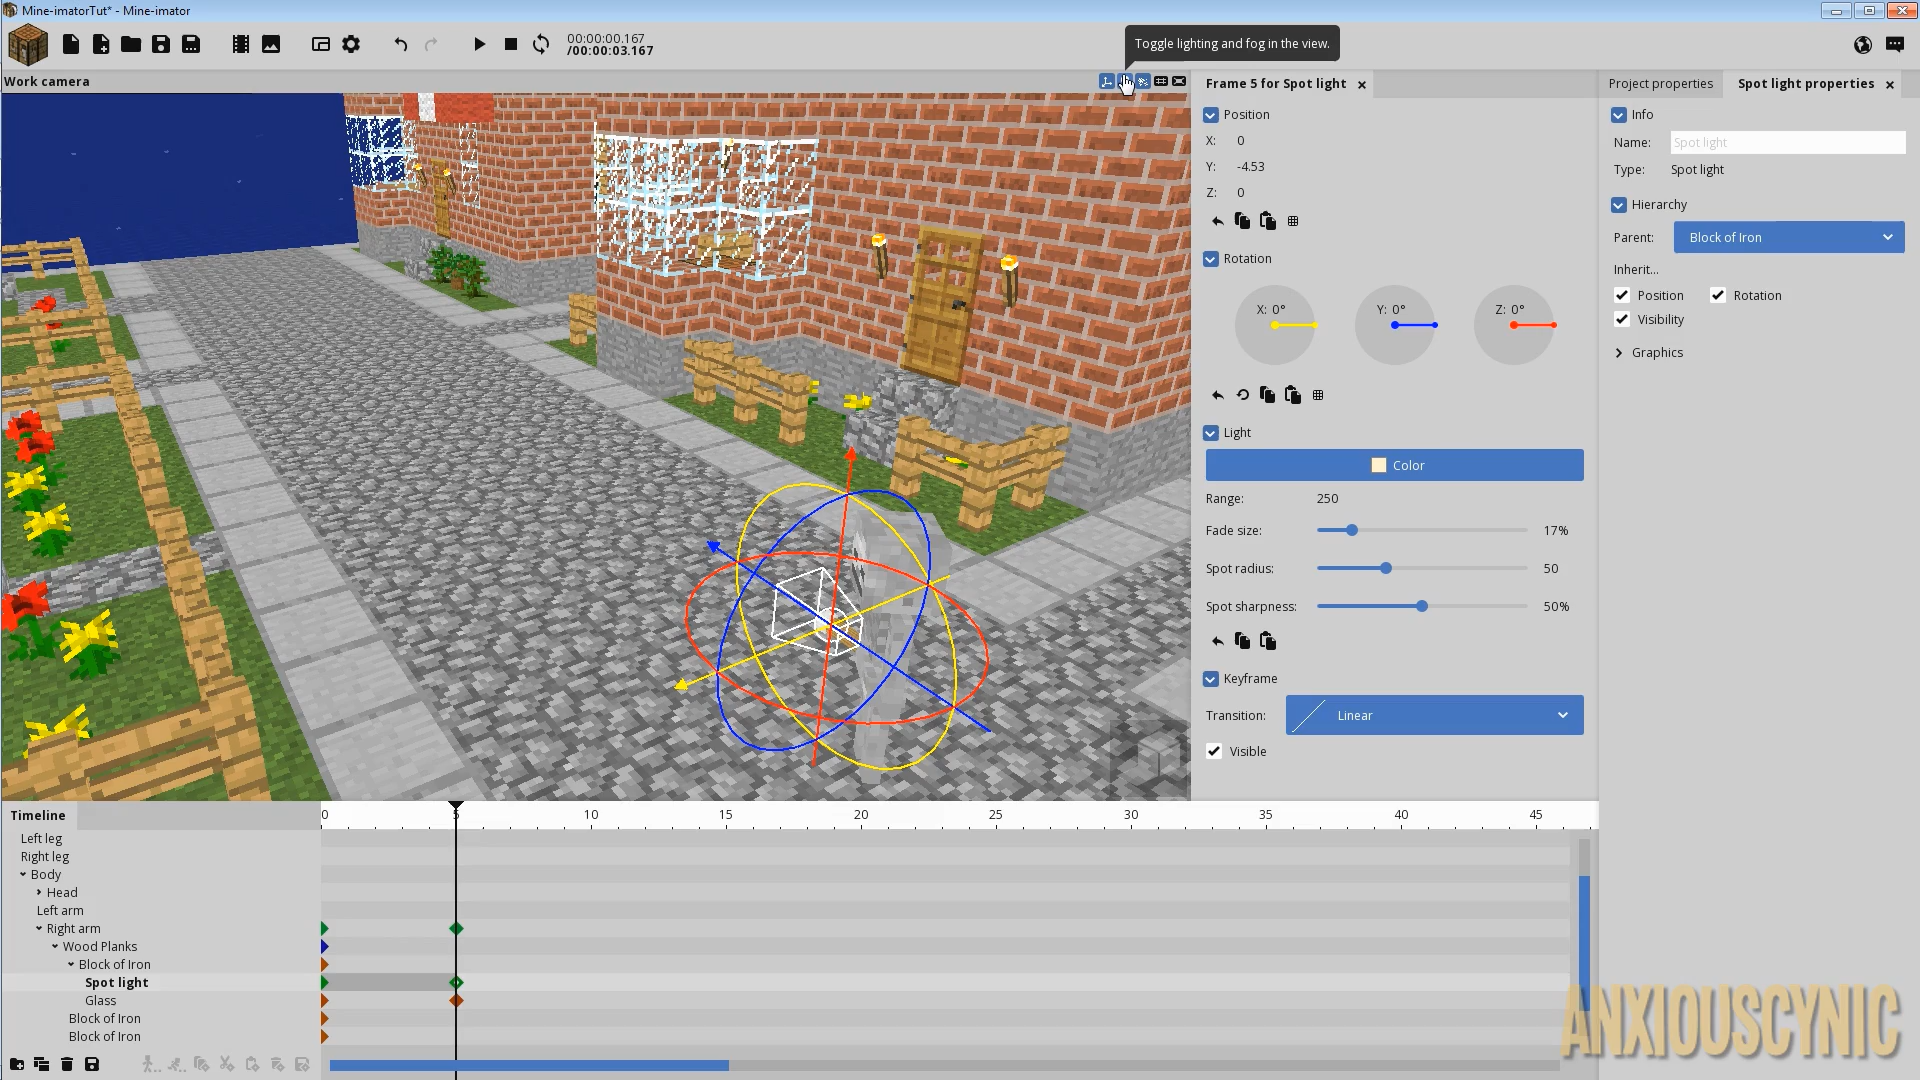 Mine-imatorTut* - Mine-imator
00:00:00.167
/00:00:03.167
Toggle lighting and fog in the view.
Work camera
Frame 5 for Spot light
Position
X: 0
Y: -4.53
Z: 0
Rotation
X: 0°
Y: 0°
Z: 0°
Light
Color
Range: 250
Fade size: 17%
Spot radius: 50
Spot sharpness: 50%
Keyframe
Transition: Linear
Visible
Project properties
Spot light properties
Info
Name: Spot light
Type: Spot light
Hierarchy
Parent: Block of Iron
Inherit...
Position
Rotation
Visibility
Graphics
Timeline
0 5 10 15 20 25 30 35 40 45
Left leg
Right leg
Body
Head
Left arm
Right arm
Wood Planks
Block of Iron
Spot light
Glass
Block of Iron
Block of Iron
ANXIOUSCYNIC